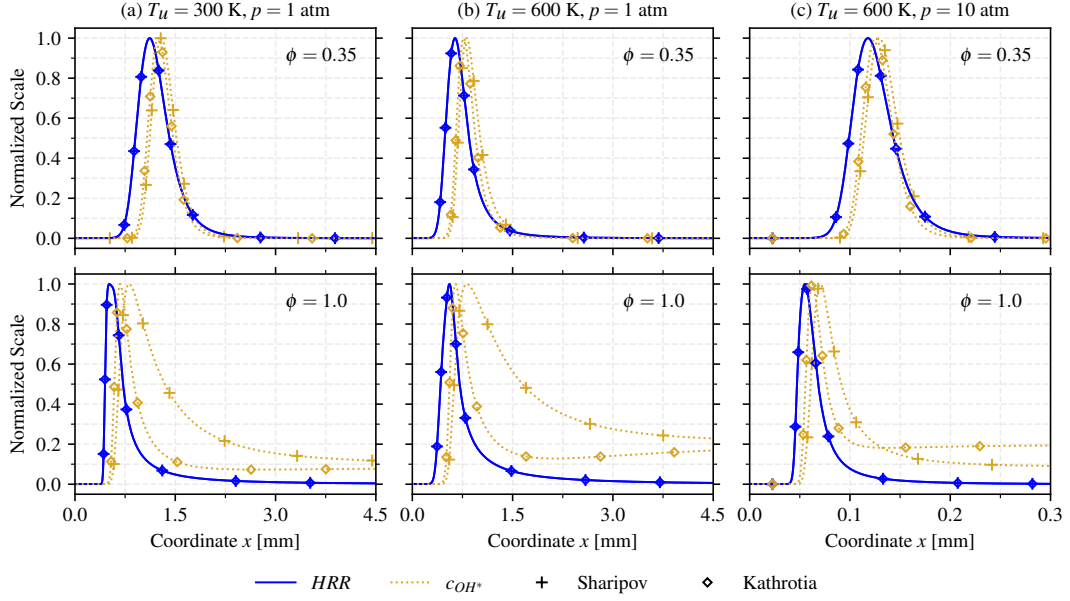 (a) T_u = 300 K, p = 1 atm
(b) T_u = 600 K, p = 1 atm
(c) T_u = 600 K, p = 10 atm
Normalized Scale
1.0
0.8
0.6
0.4
0.2
0.0
ϕ = 0.35
ϕ = 0.35
ϕ = 0.35
Normalized Scale
1.0
0.8
0.6
0.4
0.2
0.0
ϕ = 1.0
ϕ = 1.0
ϕ = 1.0
0.0 1.5 3.0 4.5
0.0 1.5 3.0 4.5
0.0 0.1 0.2 0.3
Coordinate x [mm]
Coordinate x [mm]
Coordinate x [mm]
HRR
c_OH*
Sharipov
Kathrotia